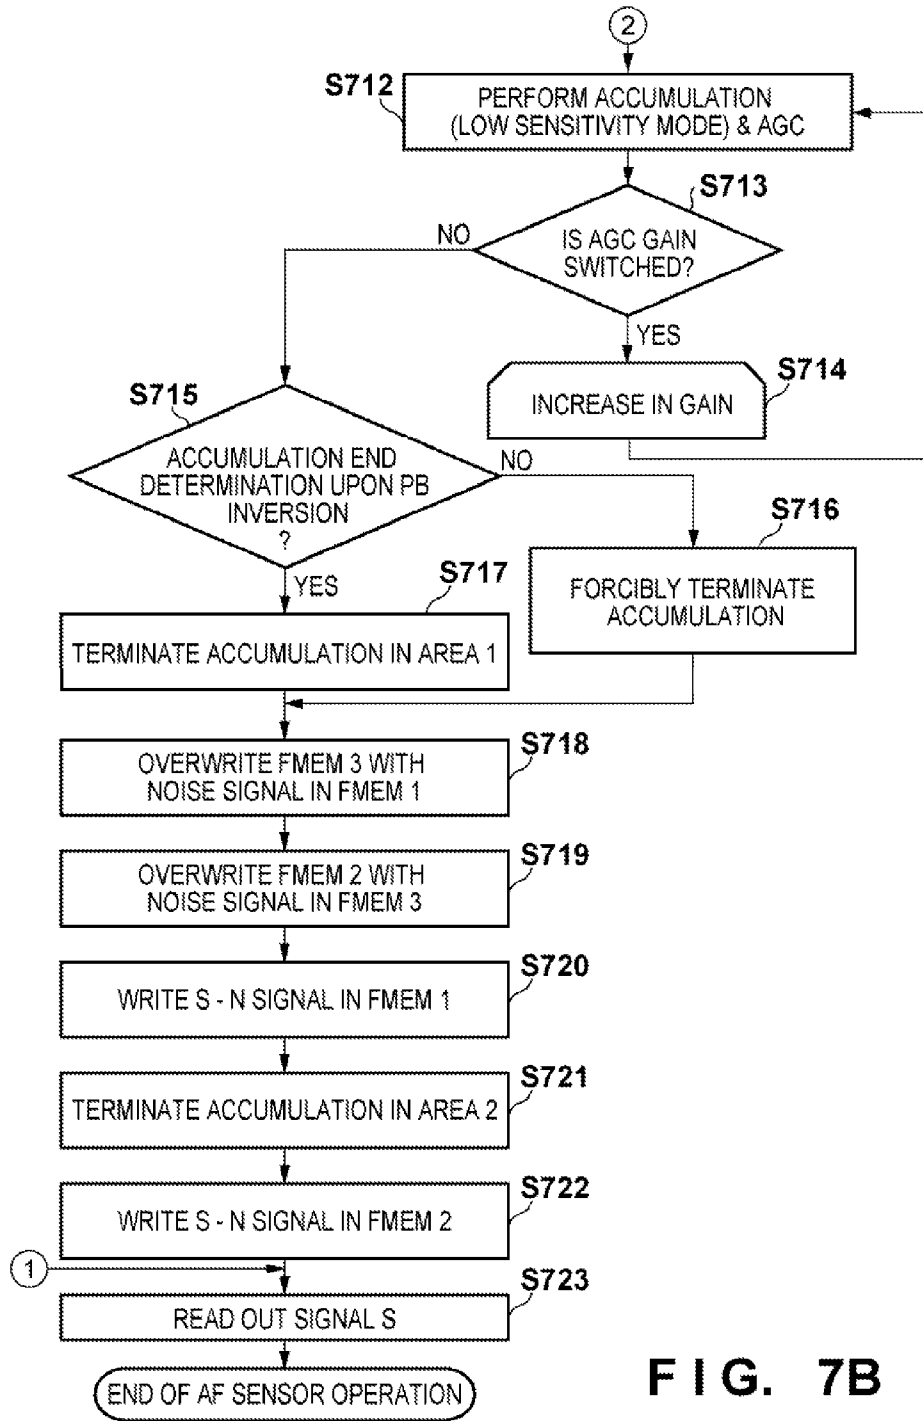 2
S712
PERFORM ACCUMULATION
(LOW SENSITIVITY MODE) & AGC
S713
NO
IS AGC GAIN
SWITCHED?
YES
S714
INCREASE IN GAIN
S715
ACCUMULATION END
DETERMINATION UPON PB
INVERSION
?
NO
S716
FORCIBLY TERMINATE
ACCUMULATION
YES
S717
TERMINATE ACCUMULATION IN AREA 1
S718
OVERWRITE FMEM 3 WITH
NOISE SIGNAL IN FMEM 1
S719
OVERWRITE FMEM 2 WITH
NOISE SIGNAL IN FMEM 3
S720
WRITE S - N SIGNAL IN FMEM 1
S721
TERMINATE ACCUMULATION IN AREA 2
S722
WRITE S - N SIGNAL IN FMEM 2
1
S723
READ OUT SIGNAL S
END OF AF SENSOR OPERATION
FIG. 7B